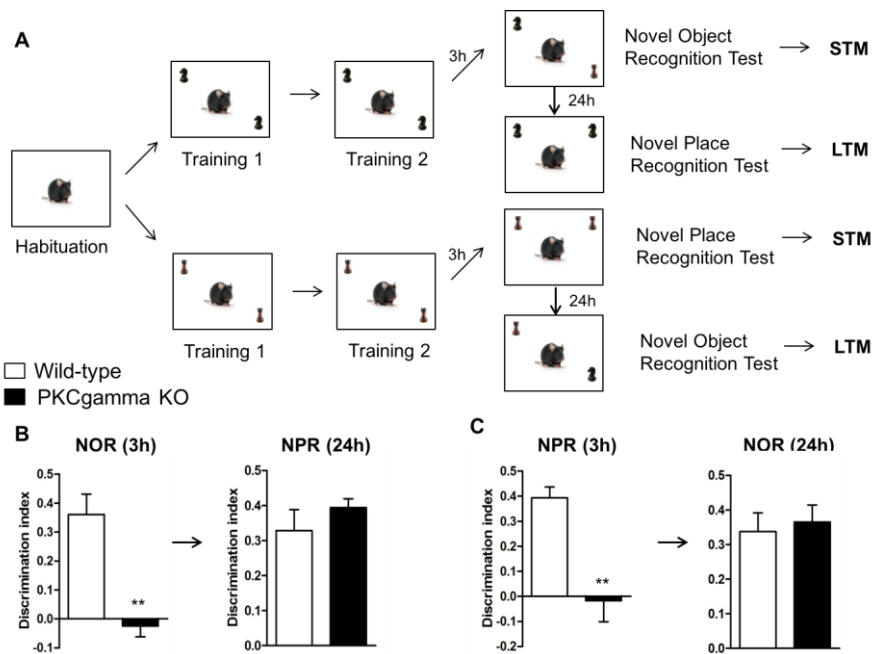 A
Habituation
Training 1
Training 2
3h
Novel Object
Recognition Test
STM
24h
Novel Place
Recognition Test
LTM
Training 1
Training 2
3h
Novel Place
Recognition Test
STM
24h
Novel Object
Recognition Test
LTM
Wild-type
PKCgamma KO
B
NOR (3h)
Discrimination index
0.5
0.4
0.3
0.2
0.1
0.0
-0.1
**
NPR (24h)
Discrimination index
0.5
0.4
0.3
0.2
0.1
0.0
C
NPR (3h)
Discrimination index
0.5
0.4
0.3
0.2
0.1
0.0
-0.1
-0.2
**
NOR (24h)
Discrimination index
0.5
0.4
0.3
0.2
0.1
0.0